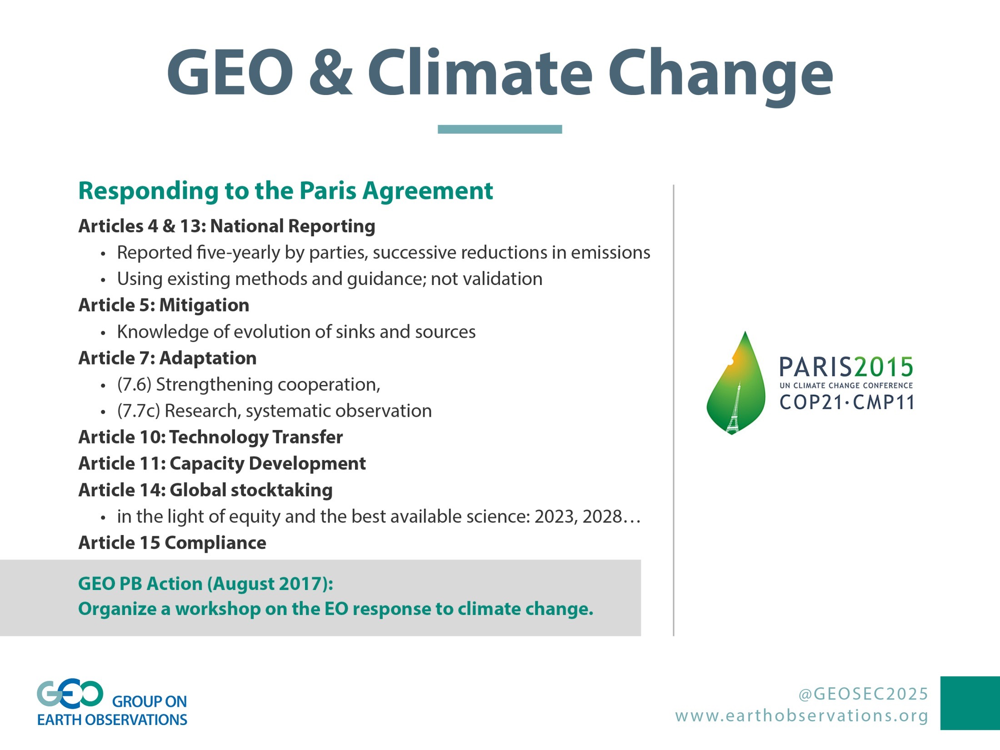 GEO & Climate Change
Responding to the Paris Agreement
Articles 4 & 13: National Reporting
• Reported five-yearly by parties, successive reductions in emissions
• Using existing methods and guidance; not validation
Article 5: Mitigation
• Knowledge of evolution of sinks and sources
Article 7: Adaptation
• (7.6) Strengthening cooperation,
• (7.7c) Research, systematic observation
Article 10: Technology Transfer
Article 11: Capacity Development
Article 14: Global stocktaking
• in the light of equity and the best available science: 2023, 2028…
Article 15 Compliance
GEO PB Action (August 2017):
Organize a workshop on the EO response to climate change.
PARIS2015
UN CLIMATE CHANGE CONFERENCE
COP21·CMP11
GEO GROUP ON
EARTH OBSERVATIONS
@GEOSEC2025
www.earthobservations.org